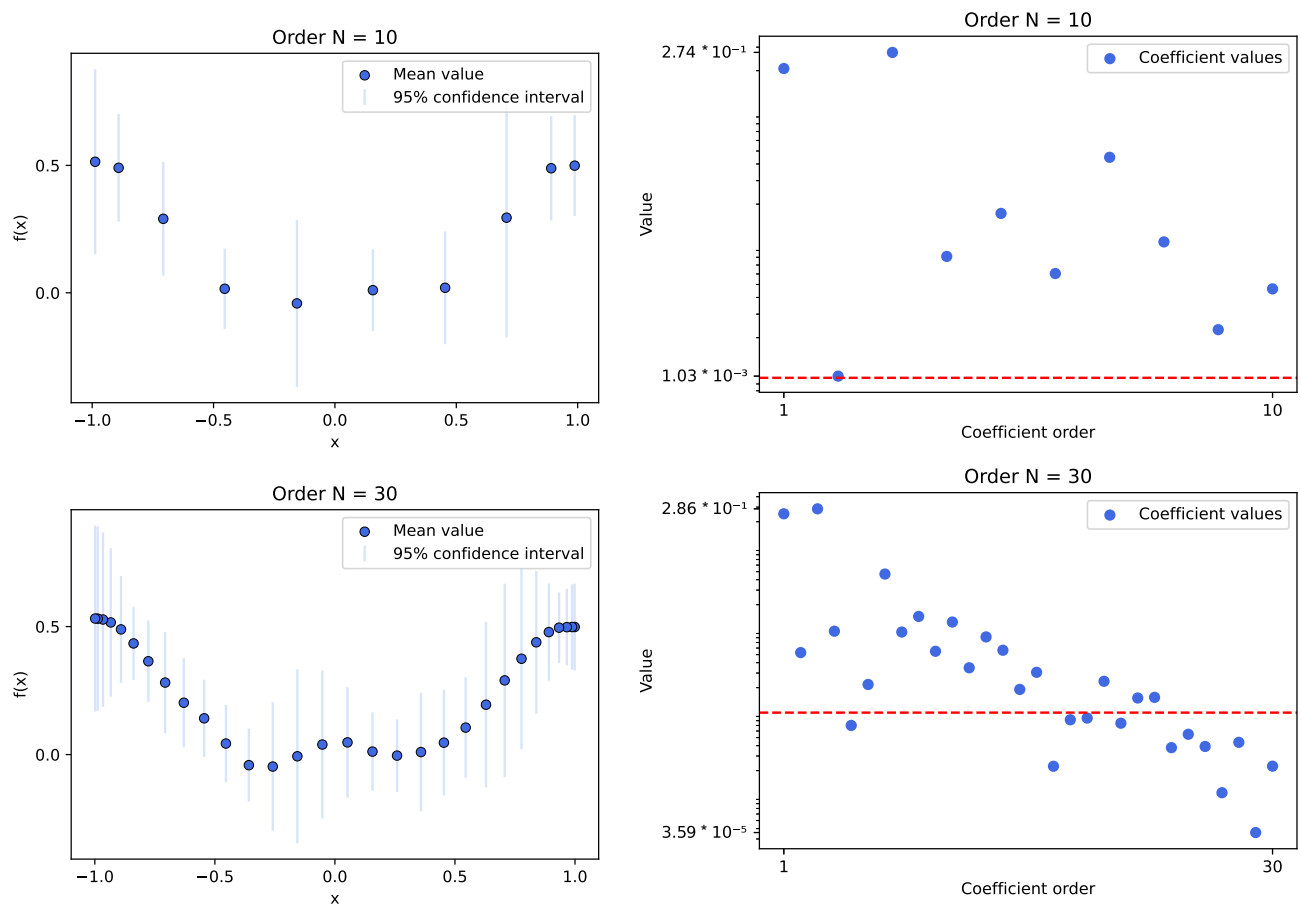 Order N = 10
Mean value
95% confidence interval
f(x)
0.5
0.0
−1.0 −0.5 0.0 0.5 1.0
x
Order N = 10
Coefficient values
Value
2.74 * 10⁻¹
1.03 * 10⁻³
1 10
Coefficient order
Order N = 30
Mean value
95% confidence interval
f(x)
0.5
0.0
−1.0 −0.5 0.0 0.5 1.0
x
Order N = 30
Coefficient values
Value
2.86 * 10⁻¹
3.59 * 10⁻⁵
1 30
Coefficient order